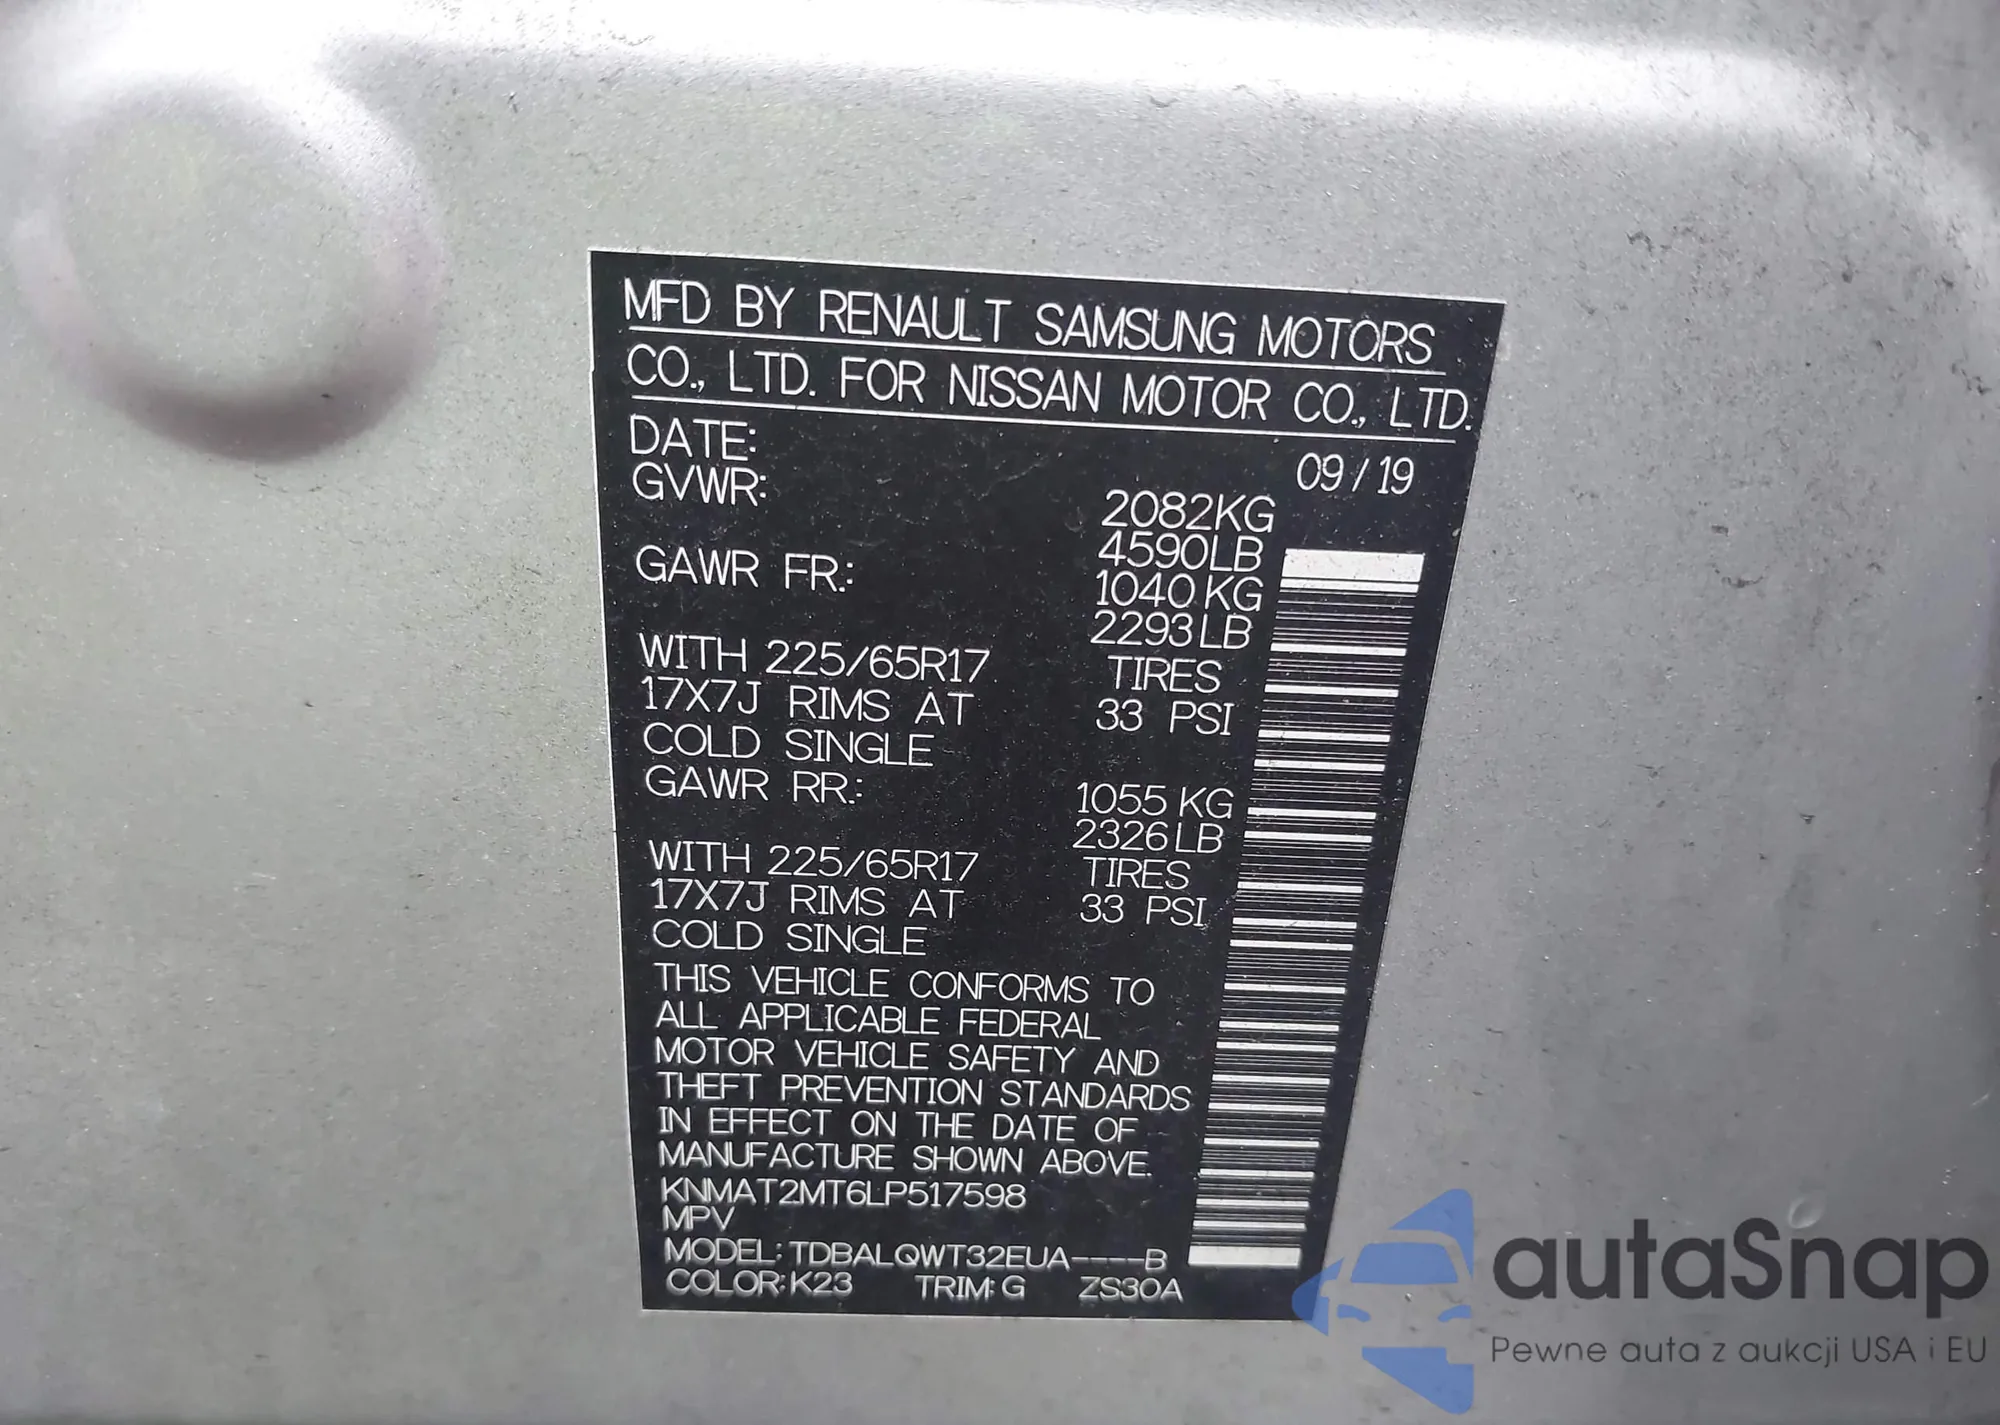 MFD BY RENAULT SAMSUNG MOTORS
CO., LTD. FOR NISSAN MOTOR CO., LTD.
DATE: 09 / 19
GVWR: 2082KG
4590LB
GAWR FR.: 1040 KG
2293 LB
WITH 225/65R17 TIRES
17X7J RIMS AT 33 PSI
COLD SINGLE
GAWR RR.: 1055 KG
2326 LB
WITH 225/65R17 TIRES
17X7J RIMS AT 33 PSI
COLD SINGLE
THIS VEHICLE CONFORMS TO
ALL APPLICABLE FEDERAL
MOTOR VEHICLE SAFETY AND
THEFT PREVENTION STANDARDS
IN EFFECT ON THE DATE OF
MANUFACTURE SHOWN ABOVE.
KNMAT2MT6LP517598
MPV
MODEL: TDBALQWT32EUA----B
COLOR: K23 TRIM: G ZS30A
autaSnap
Pewne auta z aukcji USA i EU